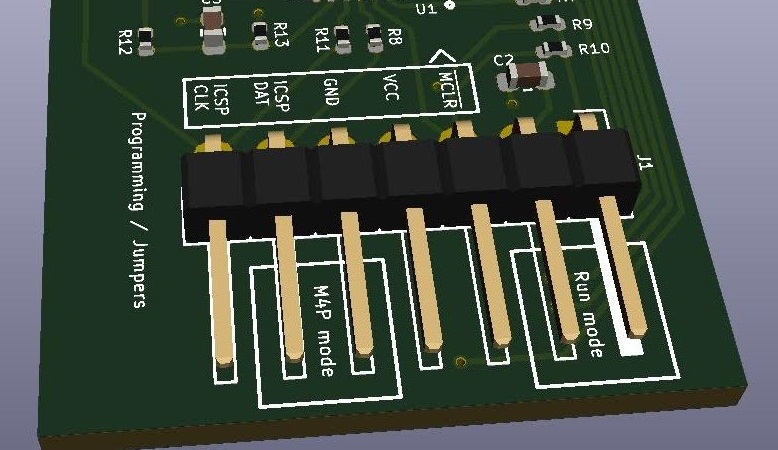 U1
R9
R12
R13
R11
R8
R10
C2
ICSP
CLK
ICSP
DAT
GND
VCC
MCLR
Programming / Jumpers
J1
M4P mode
Run mode